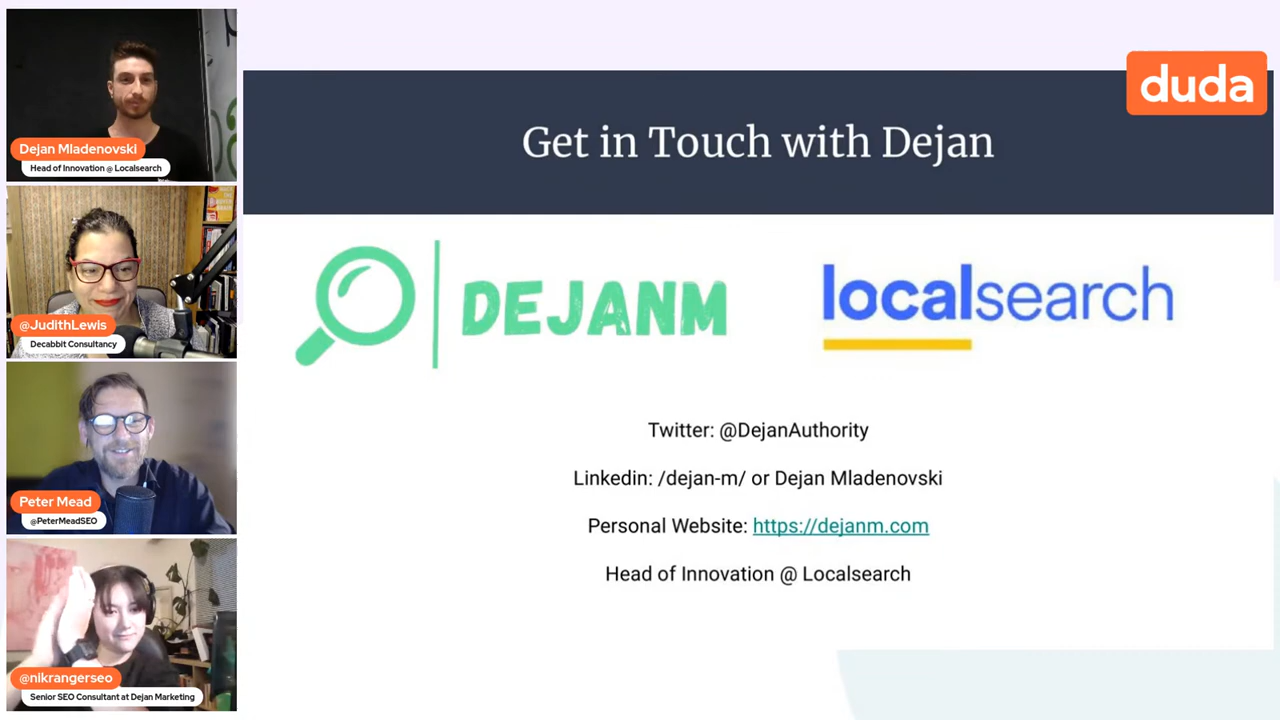 Dejan Mladenovski
Head of Innovation @ Localsearch
@JudithLewis
Decabbit Consultancy
Peter Mead
@PeterMeadSEO
@nikrangerseo
Senior SEO Consultant at Dejan Marketing
duda
Get in Touch with Dejan
DEJANM
localsearch
Twitter: @DejanAuthority
Linkedin: /dejan-m/ or Dejan Mladenovski
Personal Website: https://dejanm.com
Head of Innovation @ Localsearch